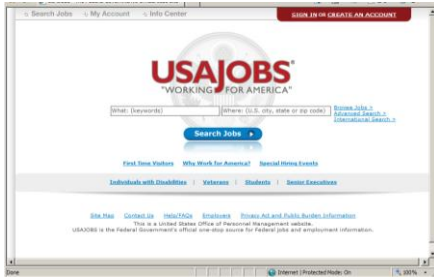 Search Jobs My Account Info Center SIGN IN OR CREATE AN ACCOUNT
USAJOBS
"WORKING FOR AMERICA"
What: (keywords) Where: (U.S. city, state or zip code) Browse Jobs >
Advanced Search >
International Search >
Search Jobs
First Time Visitors Why Work for America? Special Hiring Events
Individuals with Disabilities | Veterans | Students | Senior Executives
Site Map Contact Us Help/FAQs Employers Privacy Act and Public Burden Information
This is a United States Office of Personnel Management website.
USAJOBS is the Federal Government's official one-stop source for Federal jobs and employment information.
Done Internet | Protected Mode: On 100%